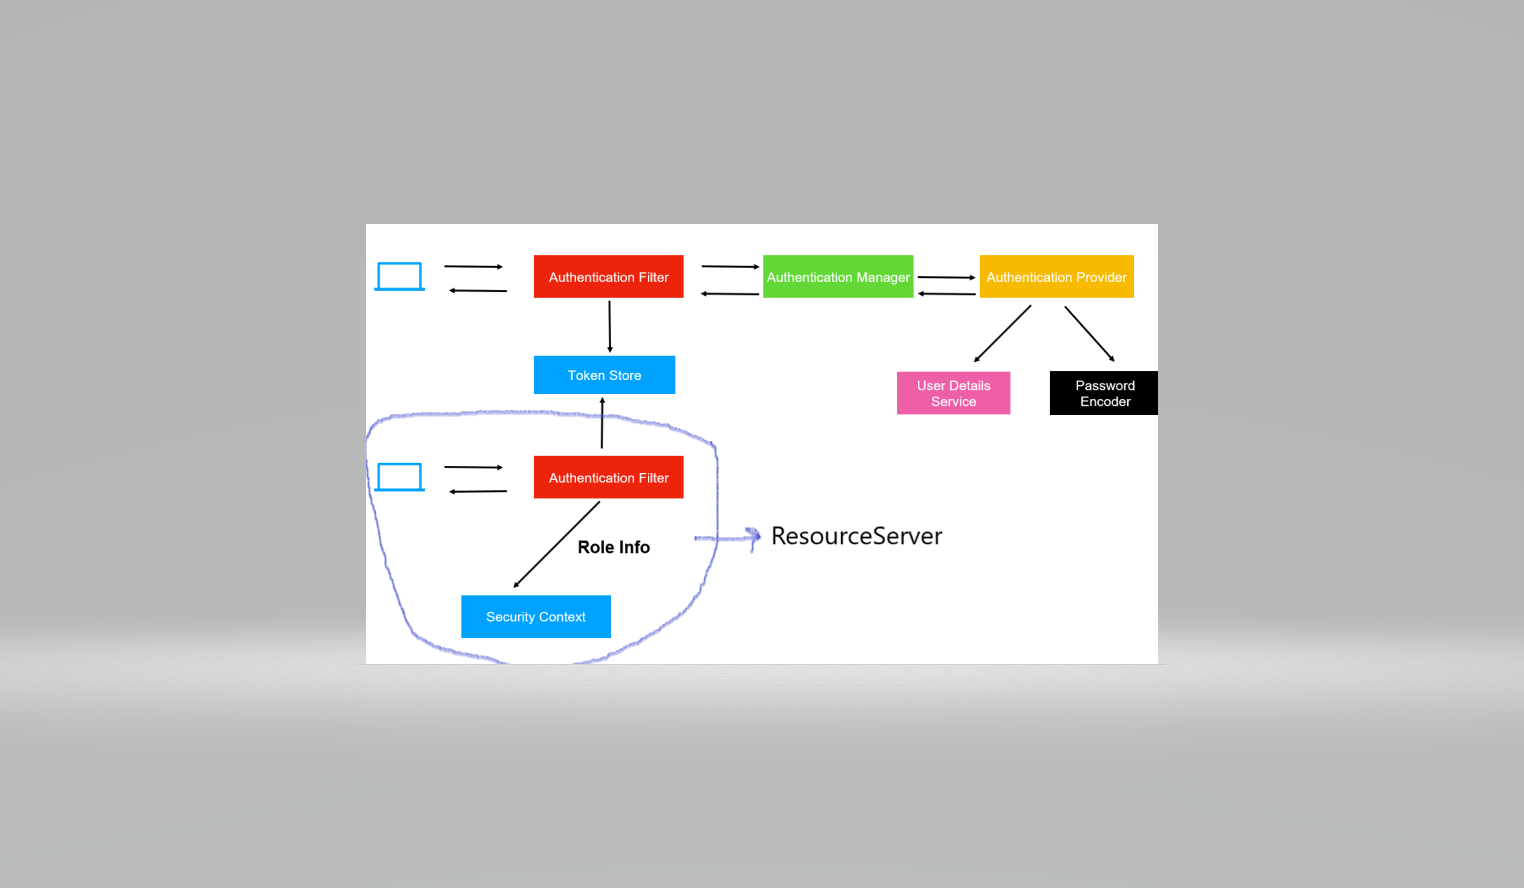 Authentication Filter
Authentication Manager
Authentication Provider
Token Store
User Details
Service
Password
Encoder
Authentication Filter
Role Info
ResourceServer
Security Context